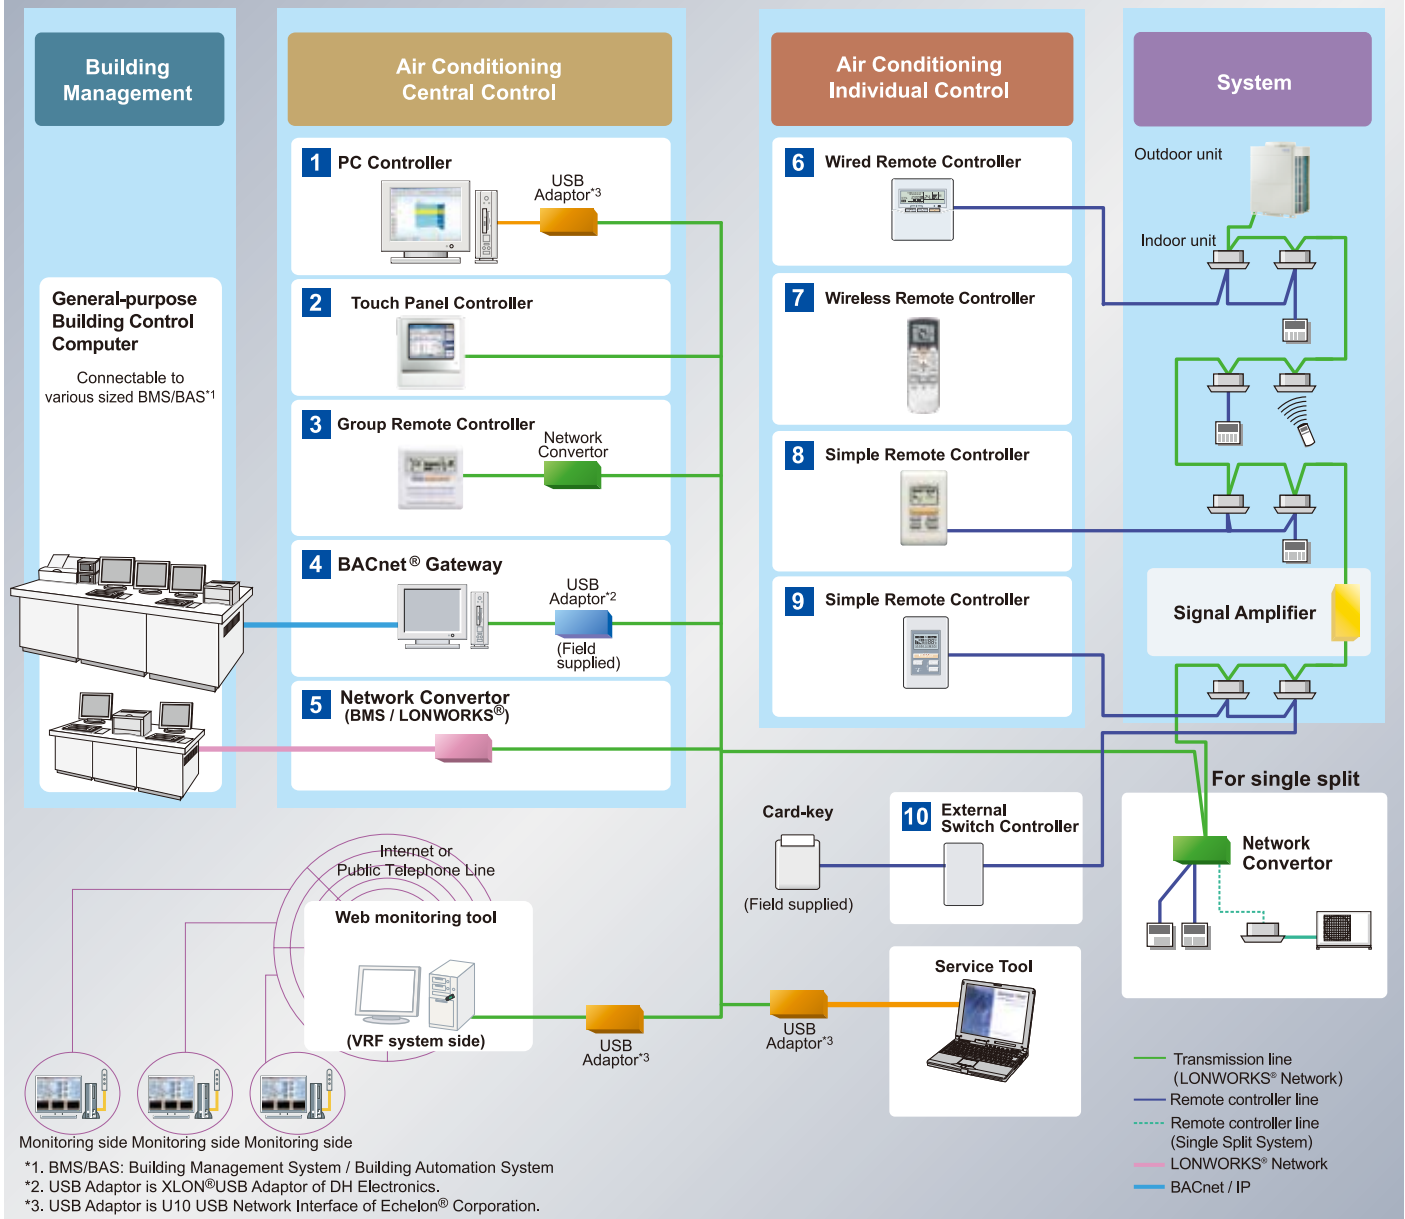 Building
Management
Air Conditioning
Central Control
Air Conditioning
Individual Control
System
General-purpose
Building Control
Computer
Connectable to
various sized BMS/BAS*1
1 PC Controller
USB
Adaptor*3
2 Touch Panel Controller
3 Group Remote Controller
Network
Convertor
4 BACnet® Gateway
USB
Adaptor*2
(Field
supplied)
5 Network Convertor
(BMS / LONWORKS®)
6 Wired Remote Controller
7 Wireless Remote Controller
8 Simple Remote Controller
9 Simple Remote Controller
Outdoor unit
Indoor unit
Signal Amplifier
For single split
Network
Convertor
Card-key
(Field supplied)
10 External
Switch Controller
Internet or
Public Telephone Line
Web monitoring tool
(VRF system side)
USB
Adaptor*3
USB
Adaptor*3
Service Tool
Monitoring side Monitoring side Monitoring side
Transmission line
(LONWORKS® Network)
Remote controller line
Remote controller line
(Single Split System)
LONWORKS® Network
BACnet / IP
*1. BMS/BAS: Building Management System / Building Automation System
*2. USB Adaptor is XLON®USB Adaptor of DH Electronics.
*3. USB Adaptor is U10 USB Network Interface of Echelon® Corporation.